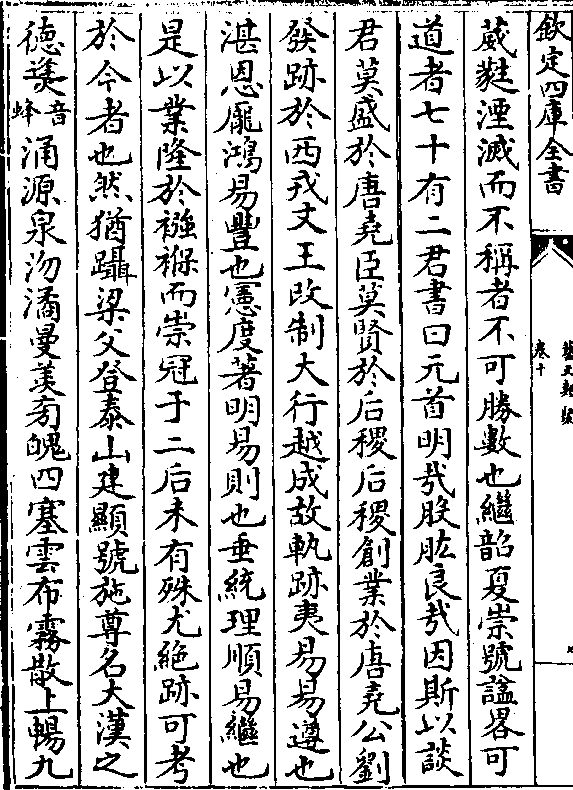 欽定四庫全書
藝文類聚
卷十
葳蕤湮滅而不稱者不可勝數也繼韶夏崇號諡畧可
道者七十有二君書曰元首明哉股肱良哉因斯以談
君莫盛於唐堯臣莫賢於后稷后稷創業於唐堯公劉
發跡於西戎文王改制大行越成故軌跡夷易易遵也
湛恩龐鴻易豐也憲度著明易則也垂統理順易繼也
是以業隆於襁褓而崇冠于二后未有殊尤絕跡可考
於今者也然猶躡梁父登泰山建顯號施尊名大漢之
德㷭音蜂涌源泉沕潏曼羡旁魄四塞雲布霧散上暢九